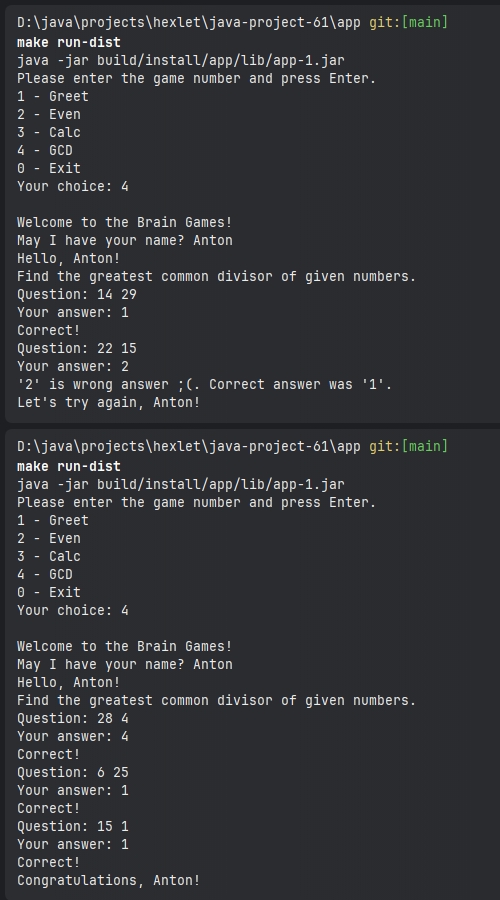 D:\java\projects\hexlet\java-project-61\app git:[main]
make run-dist
java -jar build/install/app/lib/app-1.jar
Please enter the game number and press Enter.
1 - Greet
2 - Even
3 - Calc
4 - GCD
0 - Exit
Your choice: 4
Welcome to the Brain Games!
May I have your name? Anton
Hello, Anton!
Find the greatest common divisor of given numbers.
Question: 14 29
Your answer: 1
Correct!
Question: 22 15
Your answer: 2
'2' is wrong answer ;(. Correct answer was '1'.
Let's try again, Anton!
D:\java\projects\hexlet\java-project-61\app git:[main]
make run-dist
java -jar build/install/app/lib/app-1.jar
Please enter the game number and press Enter.
1 - Greet
2 - Even
3 - Calc
4 - GCD
0 - Exit
Your choice: 4
Welcome to the Brain Games!
May I have your name? Anton
Hello, Anton!
Find the greatest common divisor of given numbers.
Question: 28 4
Your answer: 4
Correct!
Question: 6 25
Your answer: 1
Correct!
Question: 15 1
Your answer: 1
Correct!
Congratulations, Anton!